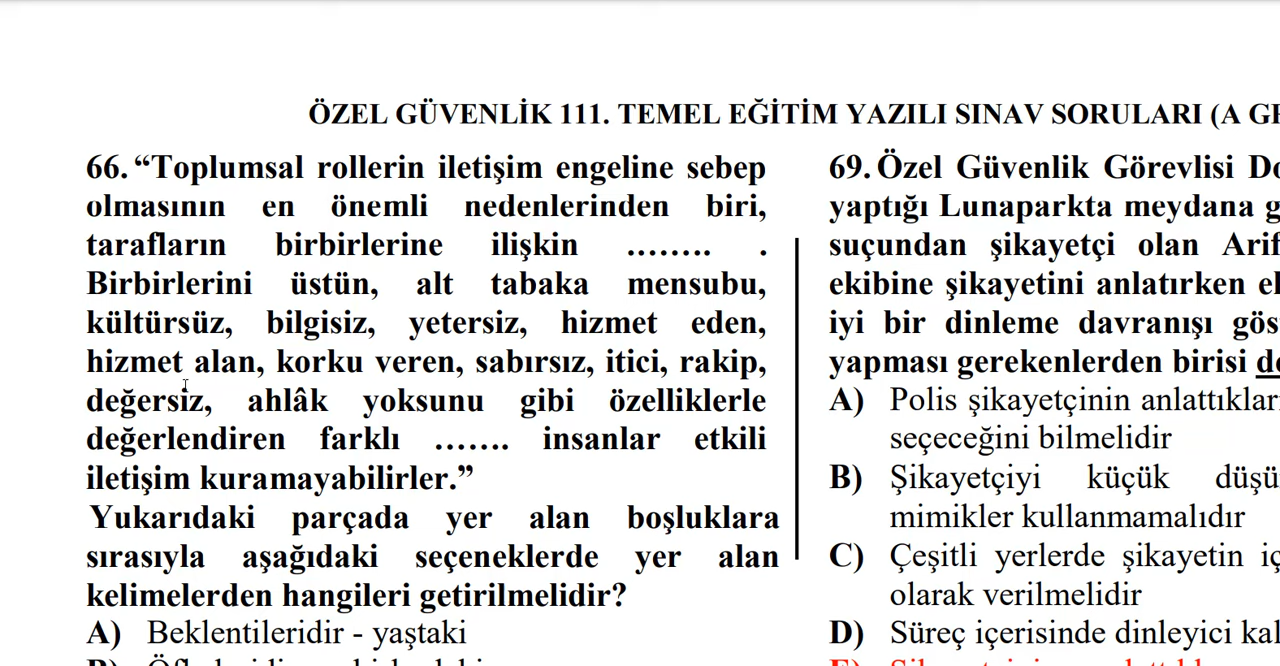 ÖZEL GÜVENLİK 111. TEMEL EĞİTİM YAZILI SINAV SORULARI (A
66. “Toplumsal rollerin iletişim engeline sebep
olmasının en önemli nedenlerinden biri,
tarafların birbirlerine ilişkin …….. .
Birbirlerini üstün, alt tabaka mensubu,
kültürsüz, bilgisiz, yetersiz, hizmet eden,
hizmet alan, korku veren, sabırsız, itici, rakip,
değersiz, ahlâk yoksunu gibi özelliklerle
değerlendiren farklı ……. insanlar etkili
iletişim kuramayabilirler.”
Yukarıdaki parçada yer alan boşluklara
sırasıyla aşağıdaki seçeneklerde yer alan
kelimelerden hangileri getirilmelidir?
A) Beklentileridir - yaştaki
69. Özel Güvenlik Görevlisi
yaptığı Lunaparkta meydana
suçundan şikayetçi olan Arif
ekibine şikayetini anlatırken
iyi bir dinleme davranışı
yapması gerekenlerden birisi
A) Polis şikayetçinin
seçeceğini bilmelidir
B) Şikayetçiyi küçük
mimikler kullanmamalıdır
C) Çeşitli yerlerde şikayetin
olarak verilmelidir
D) Süreç içerisinde dinleyici